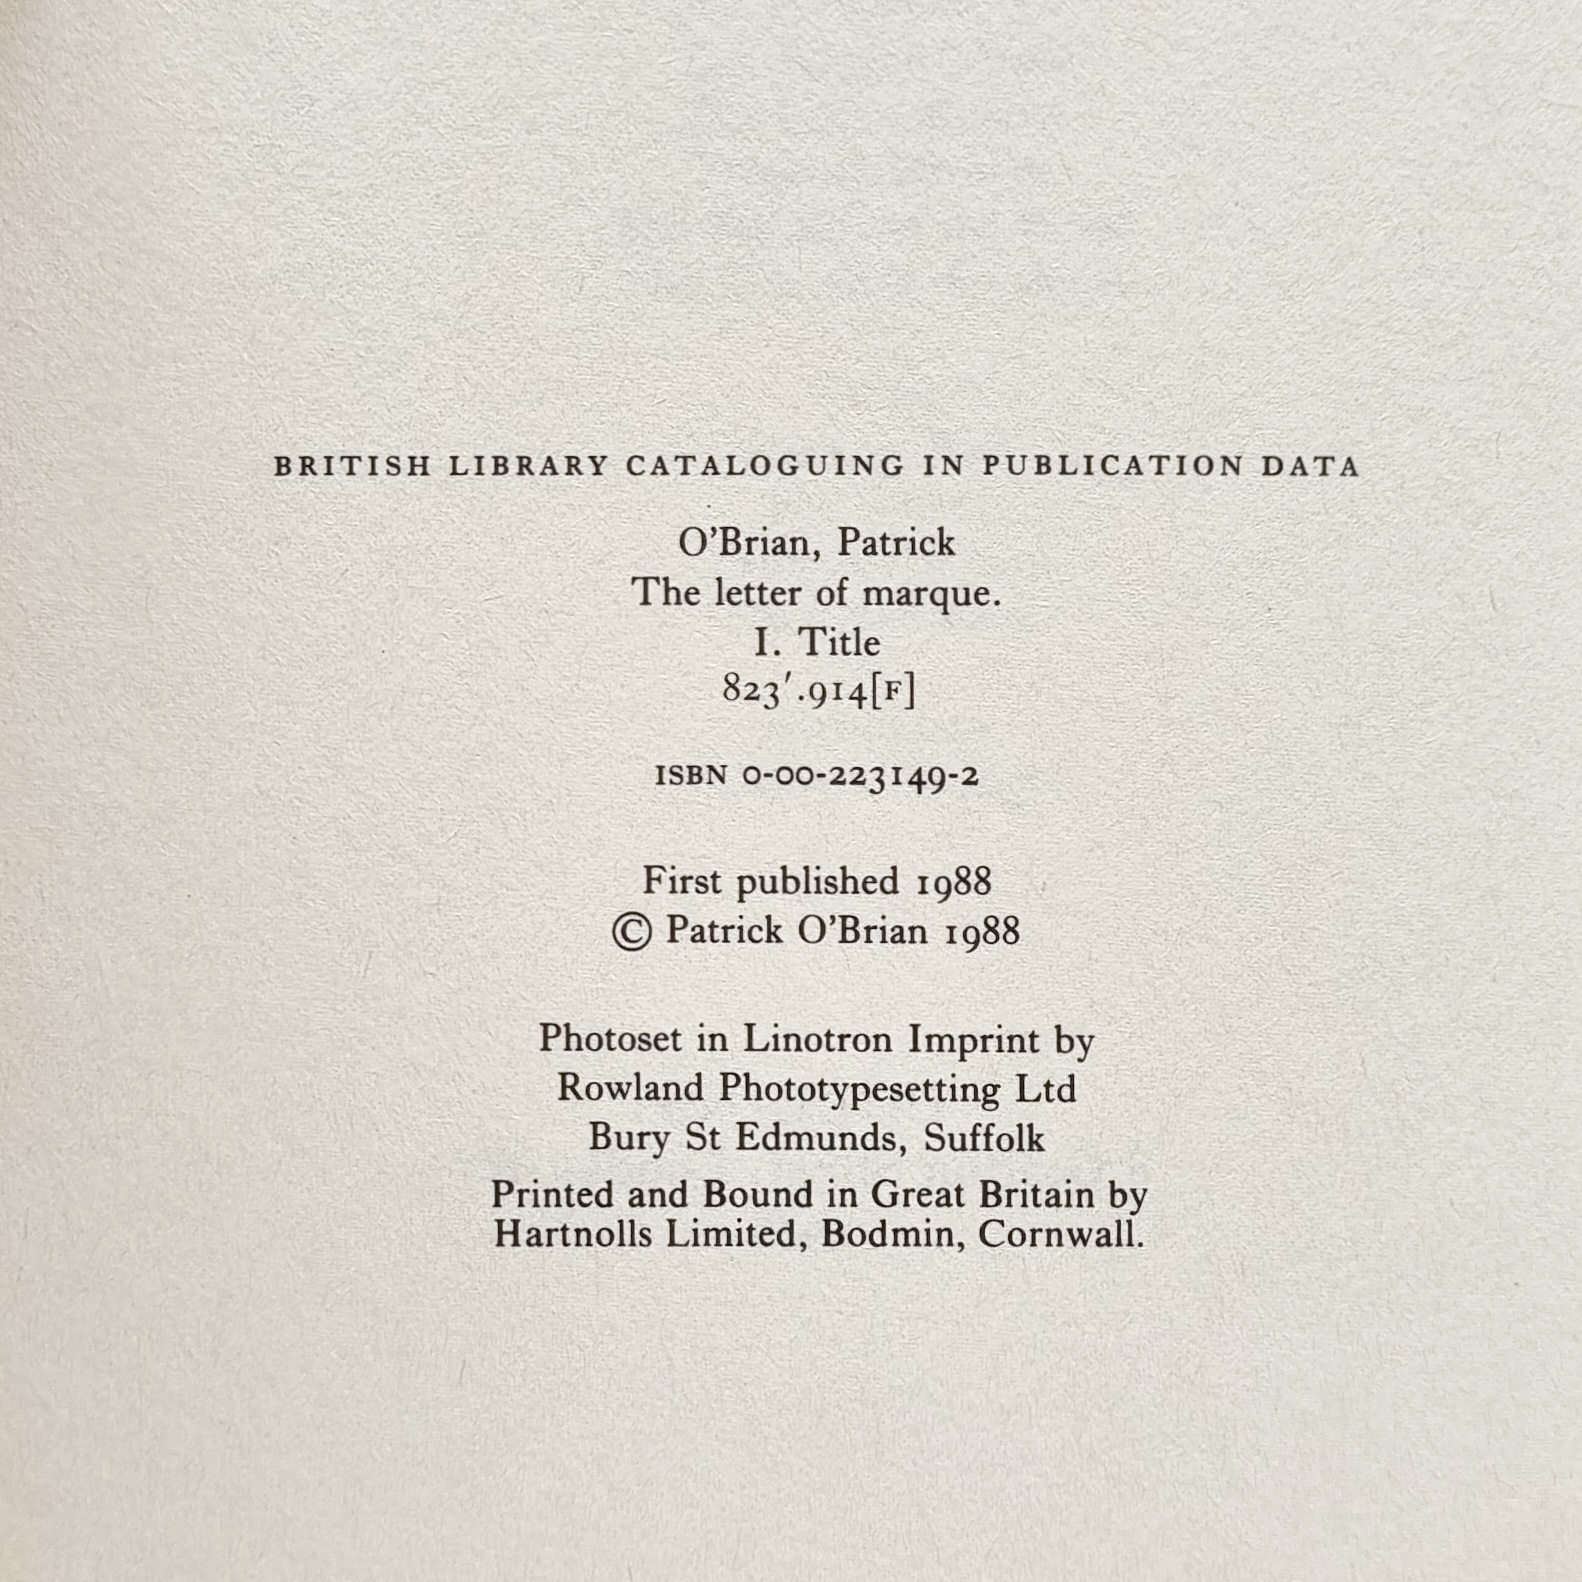 BRITISH LIBRARY CATALOGUING IN PUBLICATION DATA
O’Brian, Patrick
The letter of marque.
I. Title
823′.914[F]
ISBN 0-00-223149-2
First published 1988
© Patrick O’Brian 1988
Photoset in Linotron Imprint by
Rowland Phototypesetting Ltd
Bury St Edmunds, Suffolk
Printed and Bound in Great Britain by
Hartnolls Limited, Bodmin, Cornwall.